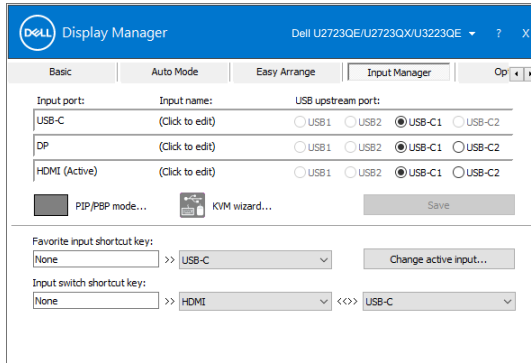 DELL Display Manager Dell U2723QE/U2723QX/U3223QE ? X
Basic Auto Mode Easy Arrange Input Manager Op
Input port: Input name: USB upstream port:
USB-C (Click to edit) USB1 USB2 USB-C1 USB-C2
DP (Click to edit) USB1 USB2 USB-C1 USB-C2
HDMI (Active) (Click to edit) USB1 USB2 USB-C1 USB-C2
PIP/PBP mode... KVM wizard... Save
Favorite input shortcut key:
None >> USB-C Change active input...
Input switch shortcut key:
None >> HDMI <<>> USB-C